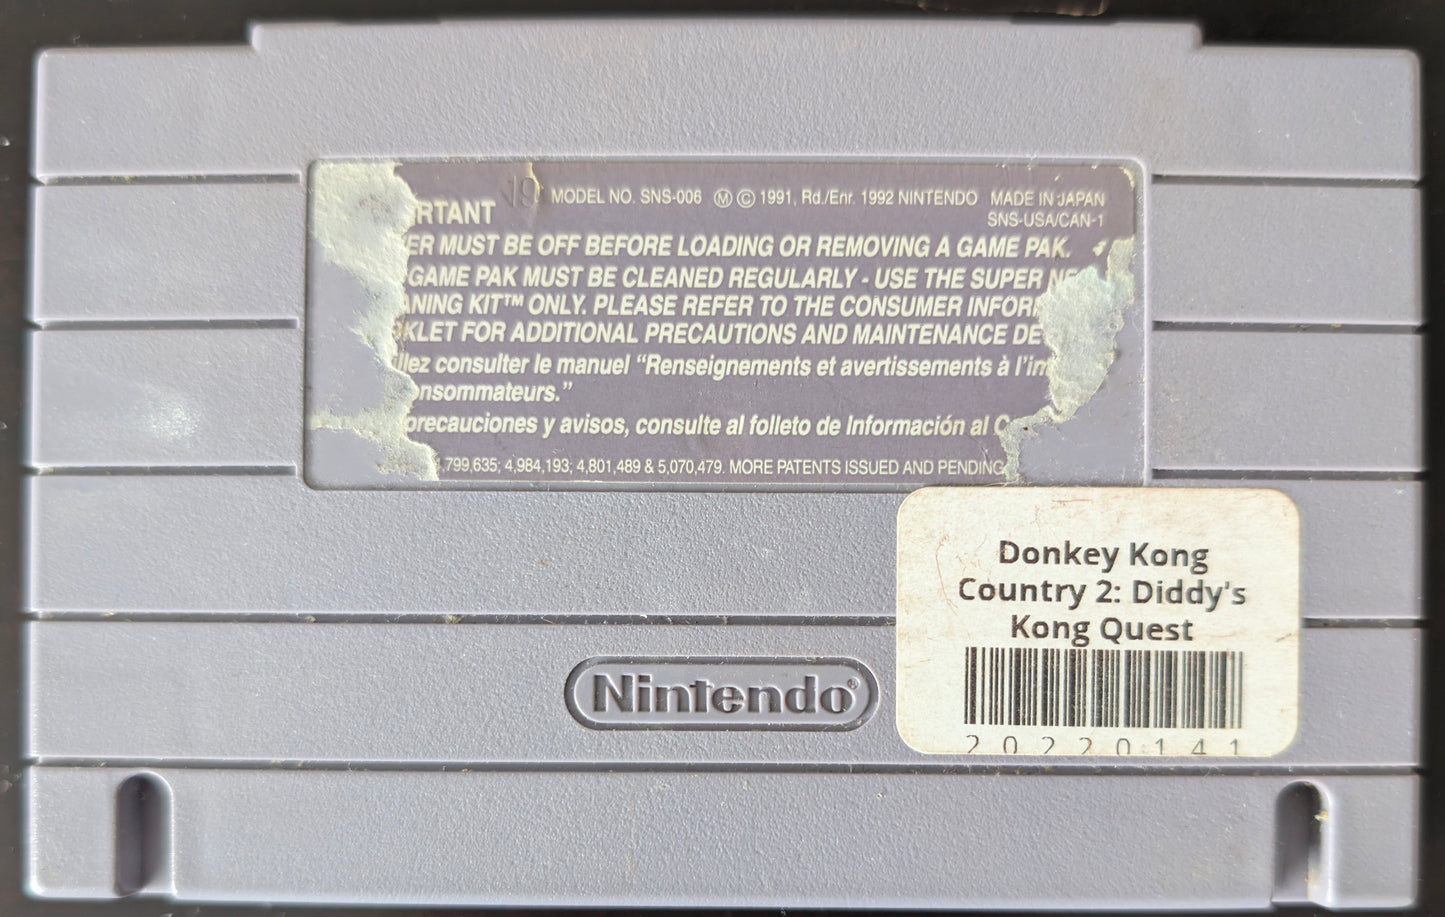 19
MODEL NO. SNS-006 Ⓜ © 1991, Rd./Enr. 1992 NINTENDO MADE IN JAPAN
RTANT
SNS-USA/CAN-1
ER MUST BE OFF BEFORE LOADING OR REMOVING A GAME PAK.
GAME PAK MUST BE CLEANED REGULARLY - USE THE SUPER NE
ANING KIT™ ONLY. PLEASE REFER TO THE CONSUMER INFOR
KLET FOR ADDITIONAL PRECAUTIONS AND MAINTENANCE DE
llez consulter le manuel “Renseignements et avertissements à l'im
onsommateurs.”
precauciones y avisos, consulte al folleto de Información al C
,799,635; 4,984,193; 4,801,489 & 5,070,479. MORE PATENTS ISSUED AND PENDING
Donkey Kong
Country 2: Diddy's
Kong Quest
20220141
Nintendo®